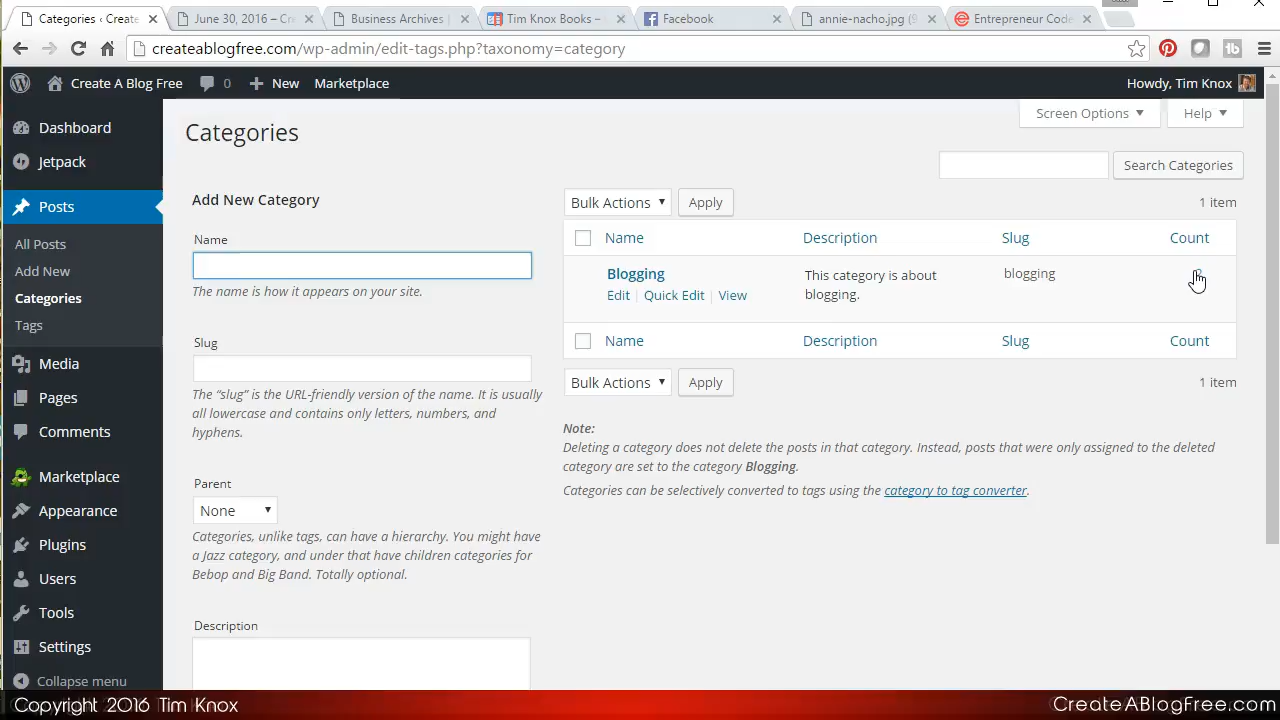 Categories ‹ Create
June 30, 2016 – Cr
Business Archives |
Tim Knox Books –
Facebook
annie-nacho.jpg (9
Entrepreneur Code
createablogfree.com/wp-admin/edit-tags.php?taxonomy=category
Create A Blog Free
0
New
Marketplace
Howdy, Tim Knox
Dashboard
Jetpack
Posts
All Posts
Add New
Categories
Tags
Media
Pages
Comments
Marketplace
Appearance
Plugins
Users
Tools
Settings
Collapse menu
Screen Options ▼
Help ▼
Categories
Search Categories
Add New Category
Name
The name is how it appears on your site.
Slug
The “slug” is the URL-friendly version of the name. It is usually
all lowercase and contains only letters, numbers, and
hyphens.
Parent
None ▼
Categories, unlike tags, can have a hierarchy. You might have
a Jazz category, and under that have children categories for
Bebop and Big Band. Totally optional.
Description
Bulk Actions ▼ Apply
1 item
Name Description Slug Count
Blogging
This category is about
blogging.
blogging
Edit | Quick Edit | View
Name Description Slug Count
Bulk Actions ▼ Apply
1 item
Note:
Deleting a category does not delete the posts in that category. Instead, posts that were only assigned to the deleted
category are set to the category Blogging.
Categories can be selectively converted to tags using the category to tag converter.
Copyright 2016 Tim Knox
CreateABlogFree.com